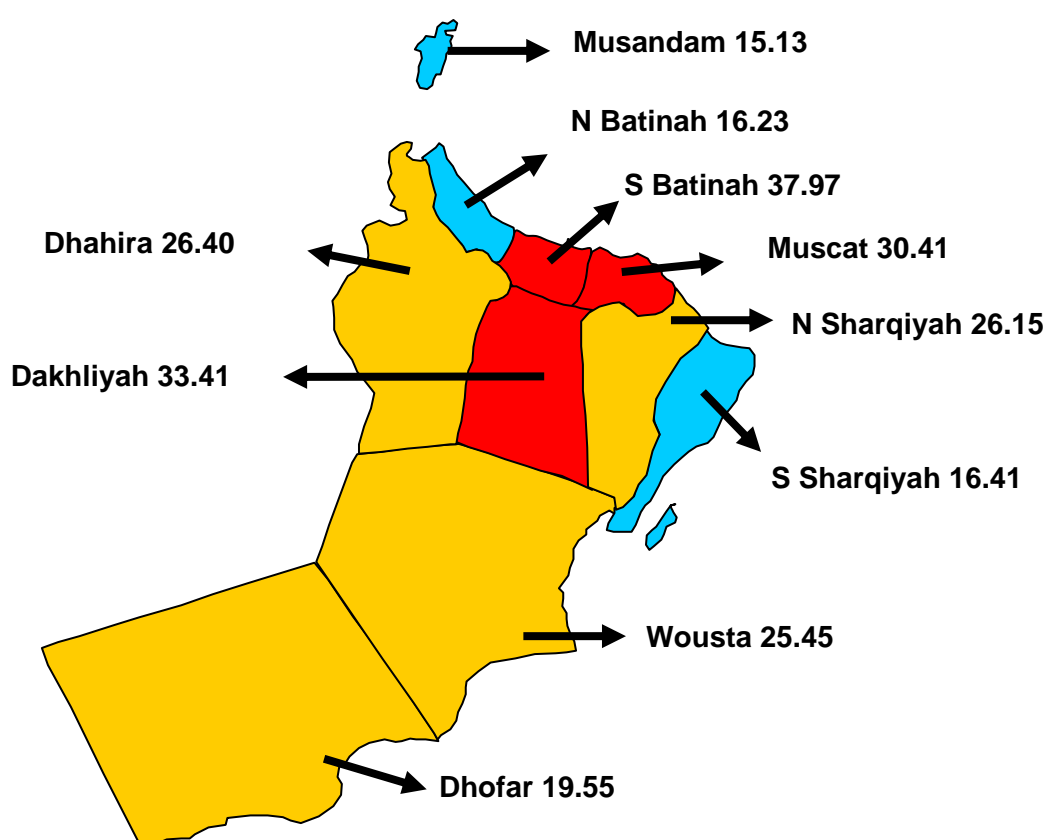 Musandam 15.13
N Batinah 16.23
S Batinah 37.97
Dhahira 26.40
Muscat 30.41
N Sharqiyah 26.15
Dakhliyah 33.41
S Sharqiyah 16.41
Wousta 25.45
Dhofar 19.55